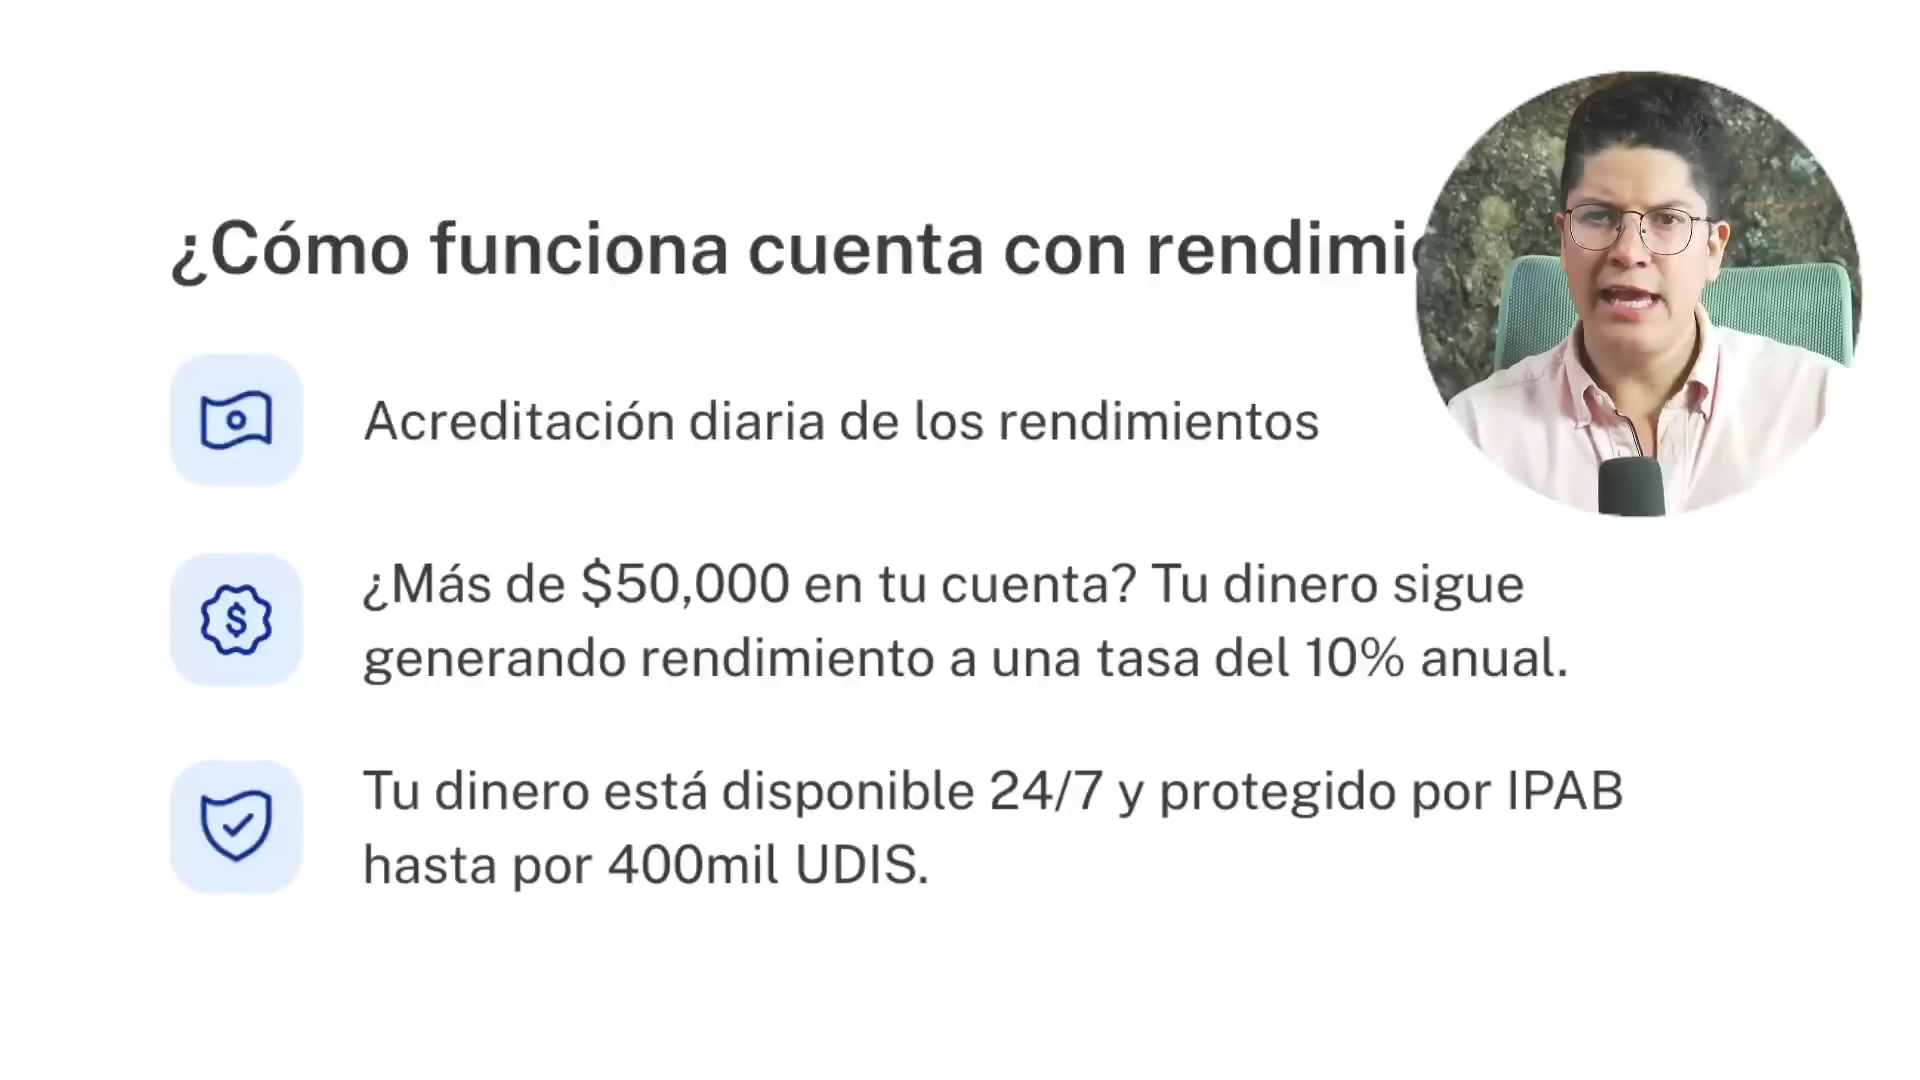 ¿Cómo funciona cuenta con
Acreditación diaria de los rendimientos
¿Más de $50,000 en tu cuenta? Tu dinero sigue
generando rendimiento a una tasa del 10% anual.
Tu dinero está disponible 24/7 y protegido por IPAB
hasta por 400mil UDIS.